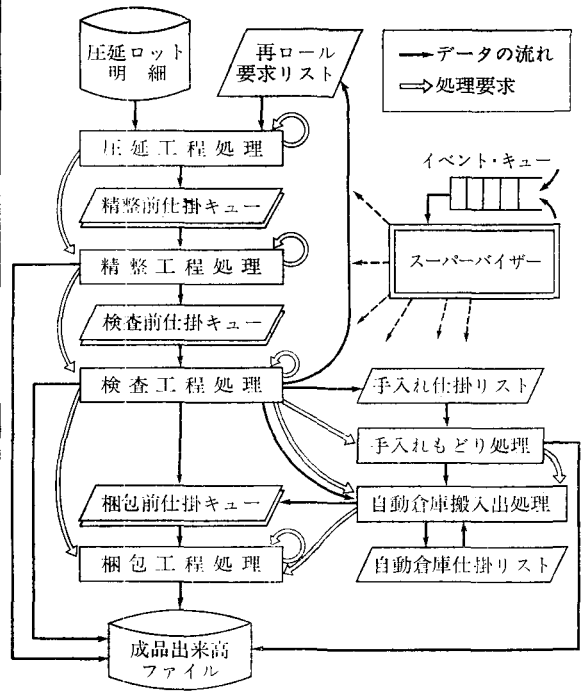 圧延ロット
明細
再ロール
要求リスト
データの流れ
処理要求
圧延工程処理
イベント・キュー
精整前仕掛キュー
スーパーバイザー
精整工程処理
検査前仕掛キュー
検査工程処理
手入れ仕掛リスト
手入れもどり処理
梱包前仕掛キュー
自動倉庫搬入出処理
梱包工程処理
自動倉庫仕掛リスト
成品出来高
ファイル